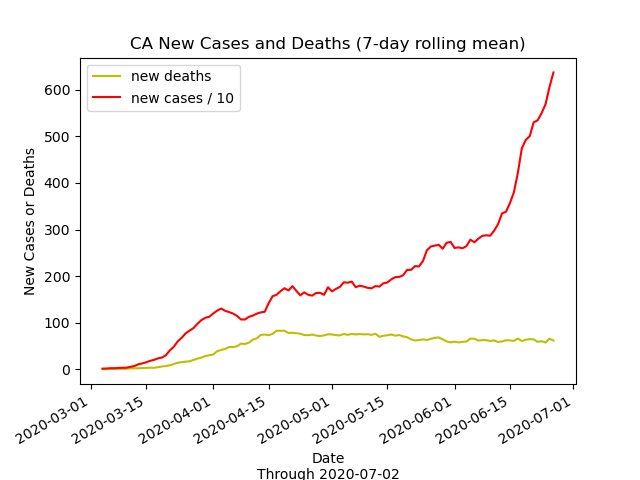 CA New Cases and Deaths (7-day rolling mean)
new deaths
new cases / 10
600
500
400
300
200
100
0
New Cases or Deaths
2020-03-01
2020-03-15
2020-04-01
2020-04-15
2020-05-01
2020-05-15
2020-06-01
2020-06-15
2020-07-01
Date
Through 2020-07-02